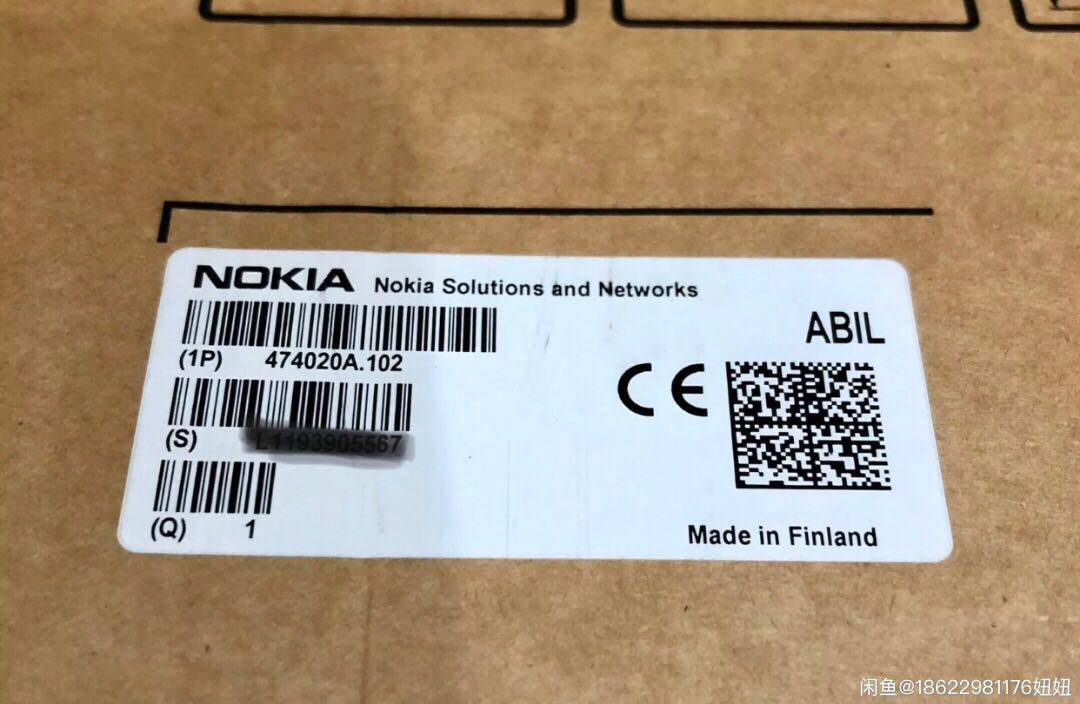 NOKIA Nokia Solutions and Networks
ABIL
(1P) 474020A.102
(S) L1193905567
(Q) 1
CE
Made in Finland
闲鱼@18622981176妞妞